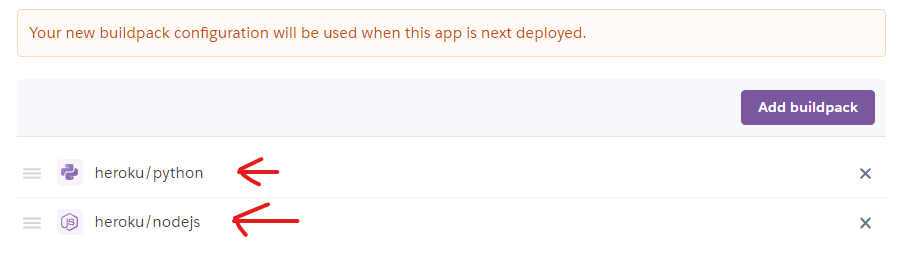 Your new buildpack configuration will be used when this app is next deployed.
Add buildpack
heroku/python
JS heroku/nodejs